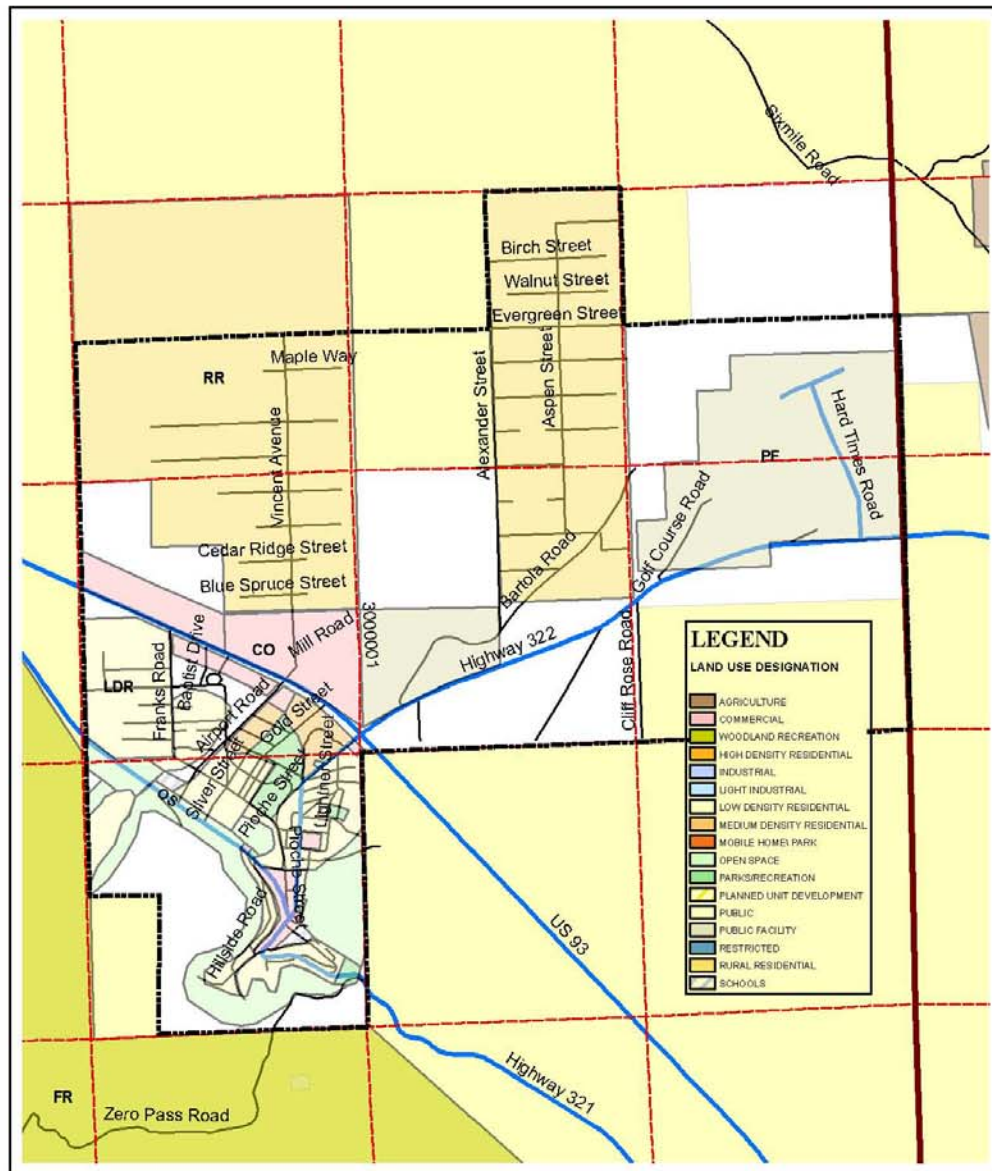 Sixmile Road
Birch Street
Walnut Street
Evergreen Street
Maple Way
RR
Alexander Street
Aspen Street
Hard Times Road
PF
Vincent Avenue
Golf Course Road
Cedar Ridge Street
Bartola Road
Blue Spruce Street
3000001
Mill Road
CO
Highway 322
Cliff Rose Road
Baptist Drive
Franks Road
LDR
Airport Road
Gold Street
Silver Street
Lightner Street
OS
Pioche Street
Pioche Street
Hillside Road
US 93
Highway 321
FR
Zero Pass Road
LEGEND
LAND USE DESIGNATION
AGRICULTURE
COMMERCIAL
WOODLAND RECREATION
HIGH DENSITY RESIDENTIAL
INDUSTRIAL
LIGHT INDUSTRIAL
LOW DENSITY RESIDENTIAL
MEDIUM DENSITY RESIDENTIAL
MOBILE HOME\ PARK
OPEN SPACE
PARKS/RECREATION
PLANNED UNIT DEVELOPMENT
PUBLIC
PUBLIC FACILITY
RESTRICTED
RURAL RESIDENTIAL
SCHOOLS